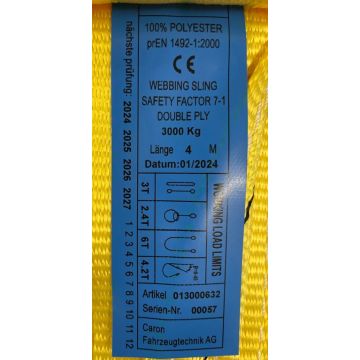 100% POLYESTER
prEN 1492-1:2000
CE
WEBBING SLING
SAFETY FACTOR 7-1
DOUBLE PLY
3000 Kg
Länge 4 M
Datum:01/2024
WORKING LOAD LIMITS
3T
2.4T
6T
4.2T
Artikel 013000632
Serien-Nr. 00057
Caron
Fahrzeugtechnik AG
nächste prüfung: 2024 2025 2026 2027
1 2 3 4 5 6 7 8 9 10 11 12